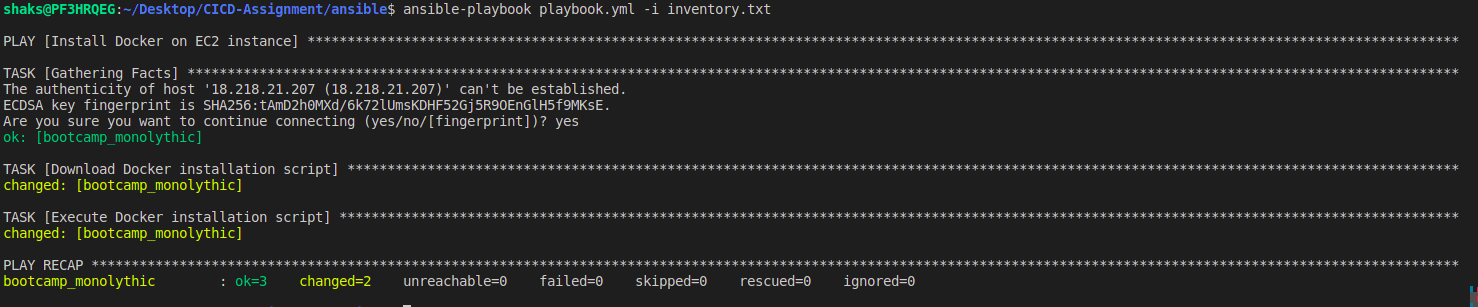 shaks@PF3HRQEG:~/Desktop/CICD-Assignment/ansible$ ansible-playbook playbook.yml -i inventory.txt
PLAY [Install Docker on EC2 instance] ************************************************************************************************************************************************
TASK [Gathering Facts] ***************************************************************************************************************************************************************
The authenticity of host '18.218.21.207 (18.218.21.207)' can't be established.
ECDSA key fingerprint is SHA256:tAmD2h0MXd/6k72lUmsKDHF52Gj5R9OEnGlH5f9MKsE.
Are you sure you want to continue connecting (yes/no/[fingerprint])? yes
ok: [bootcamp_monolythic]
TASK [Download Docker installation script] *******************************************************************************************************************************************
changed: [bootcamp_monolythic]
TASK [Execute Docker installation script] ********************************************************************************************************************************************
changed: [bootcamp_monolythic]
PLAY RECAP ***************************************************************************************************************************************************************************
bootcamp_monolythic        : ok=3    changed=2    unreachable=0    failed=0    skipped=0    rescued=0    ignored=0